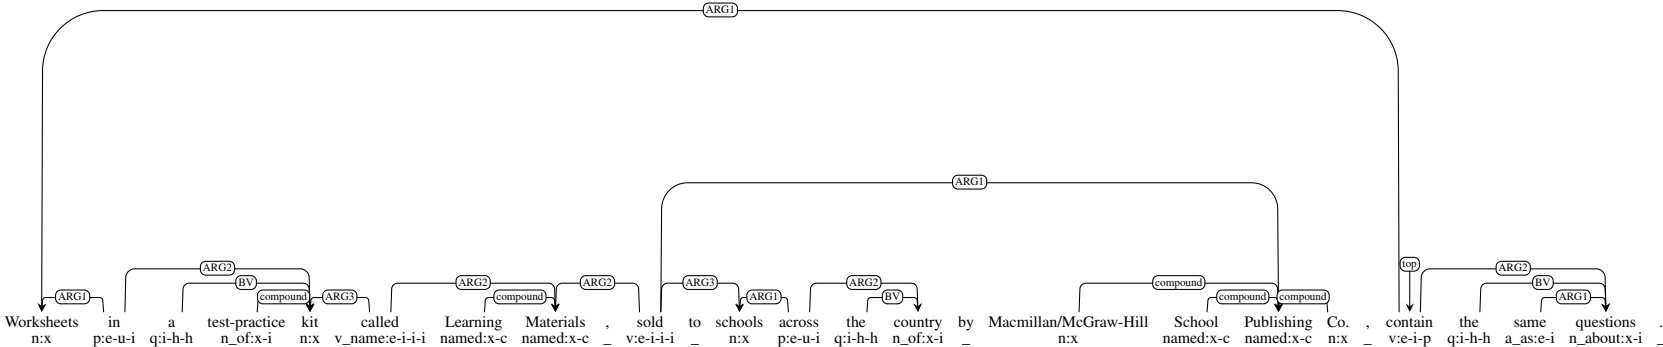 ARG1
ARG1
ARG2
BV
ARG2
ARG2
ARG2
compound
top
ARG2
BV
ARG1
compound
ARG3
compound
ARG3
ARG1
BV
compound
compound
ARG1
Worksheets in a test-practice kit called Learning Materials , sold to schools across the country by Macmillan/McGraw-Hill School Publishing Co. , contain the same questions .
n:x p:e-u-i q:i-h-h n_of:x-i n:x v_name:e-i-i-i named:x-c named:x-c _ v:e-i-i-i _ n:x p:e-u-i q:i-h-h n_of:x-i _ n:x named:x-c named:x-c n:x _ v:e-i-p q:i-h-h a_as:e-i n_about:x-i _